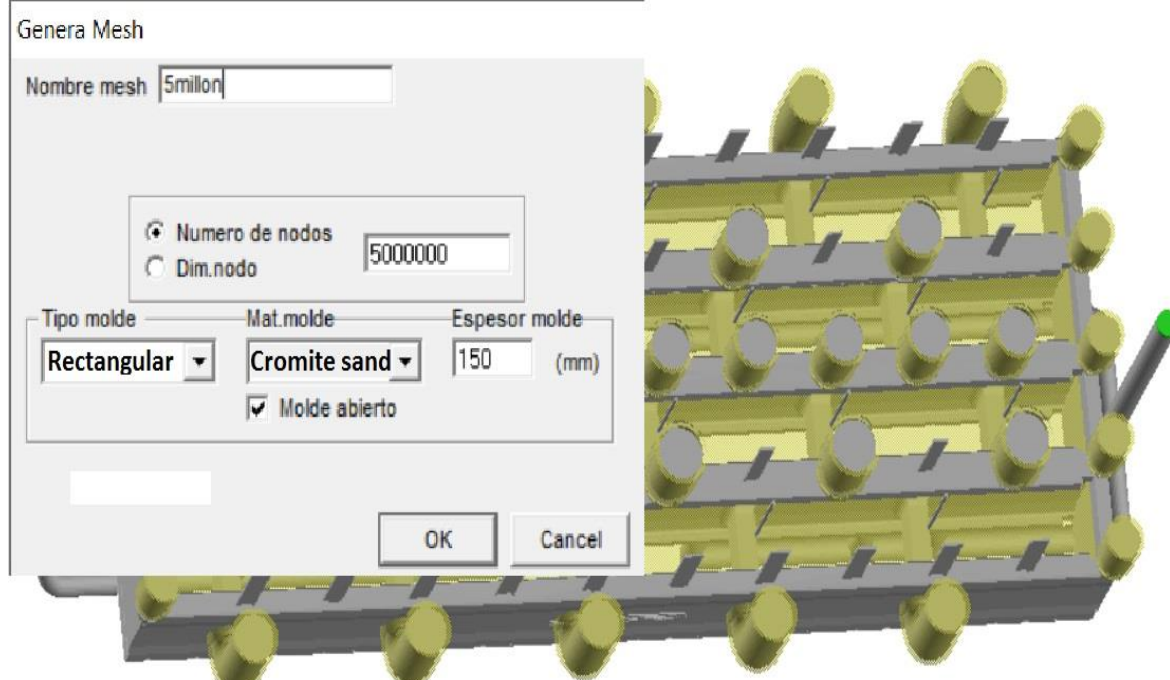 Genera Mesh
Nombre mesh 5millon
Numero de nodos 5000000
Dim.nodo
Tipo molde Mat.molde Espesor molde
Rectangular Cromite sand 150 (mm)
Molde abierto
OK Cancel